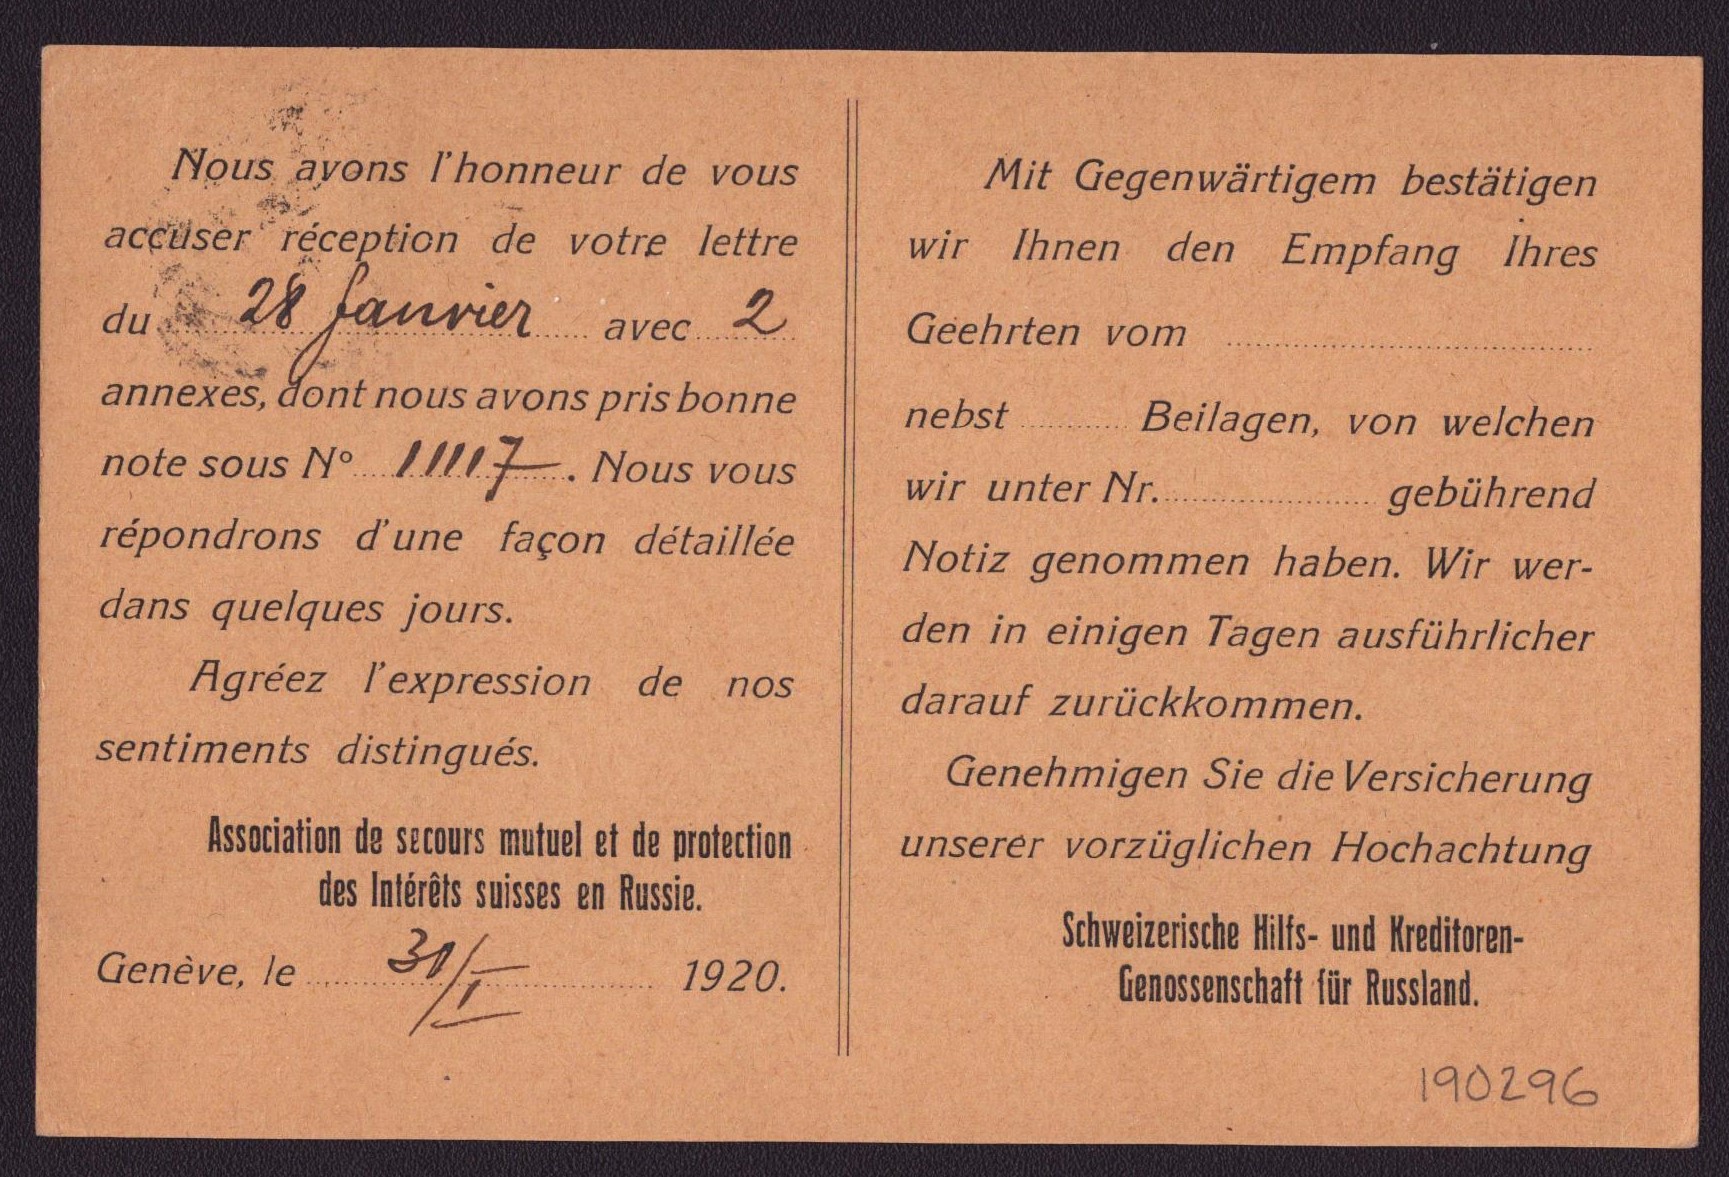 Nous avons l'honneur de vous
accuser réception de votre lettre
du 28 Janvier avec 2
annexes, dont nous avons pris bonne
note sous Nº 11117. Nous vous
répondrons d'une façon détaillée
dans quelques jours.
Agréez l'expression de nos
sentiments distingués.
Association de secours mutuel et de protection
des Intérêts suisses en Russie.
Genève, le 31/I 1920.
Mit Gegenwärtigem bestätigen
wir Ihnen den Empfang Ihres
Geehrten vom
nebst Beilagen, von welchen
wir unter Nr. gebührend
Notiz genommen haben. Wir wer-
den in einigen Tagen ausführlicher
darauf zurückkommen.
Genehmigen Sie die Versicherung
unserer vorzüglichen Hochachtung
Schweizerische Hilfs- und Kreditoren-
Genossenschaft für Russland.
190296